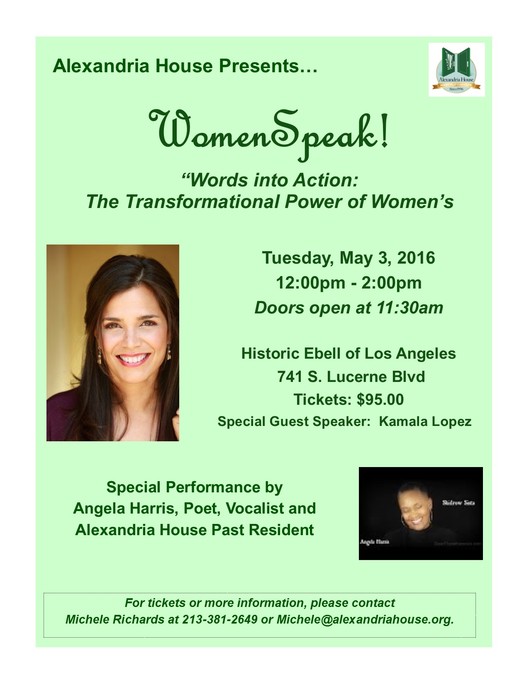 Alexandria House Presents…
Alexandria House
WomenSpeak!
“Words into Action:
The Transformational Power of Women’s
Tuesday, May 3, 2016
12:00pm - 2:00pm
Doors open at 11:30am
Historic Ebell of Los Angeles
741 S. Lucerne Blvd
Tickets: $95.00
Special Guest Speaker:  Kamala Lopez
Special Performance by
Angela Harris, Poet, Vocalist and
Alexandria House Past Resident
Angela Harris
For tickets or more information, please contact
Michele Richards at 213-381-2649 or Michele@alexandriahouse.org.